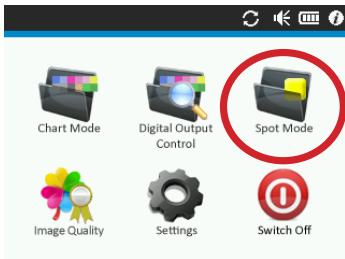 Chart Mode
Digital Output
Control
Spot Mode
Image Quality
Settings
Switch Off